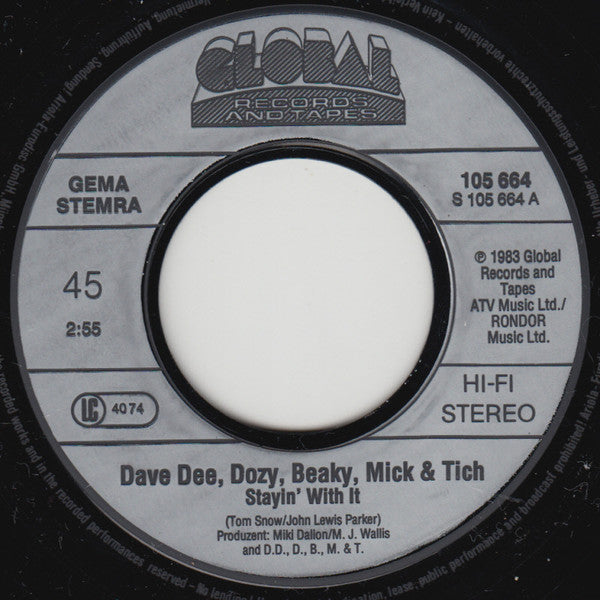 GLOBAL
RECORDS
AND TAPES
GEMA
STEMRA
105 664
S 105 664 A
45
2:55
℗ 1983 Global
Records and
Tapes
ATV Music Ltd./
RONDOR
Music Ltd.
LC 4074
HI-FI
STEREO
Dave Dee, Dozy, Beaky, Mick & Tich
Stayin' With It
(Tom Snow/John Lewis Parker)
Produzent: Miki Dallon/M. J. Wallis
and D.D., D., B., M. & T.